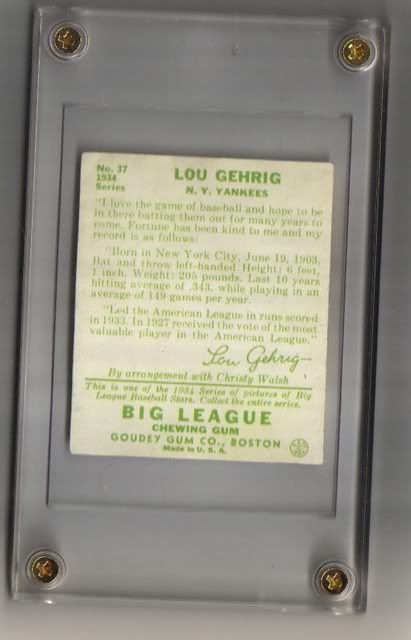 No. 37
1934
Series
LOU GEHRIG
N. Y. YANKEES
"I love the game of baseball and hope to be
in there batting them out for many years to
come. Fortune has been kind to me and my
record is as follows:
"Born in New York City, June 19, 1903.
Bat and throw left-handed Height: 6 feet,
1 inch. Weight: 205 pounds. Last 10 years
hitting average of .343, while playing in an
average of 149 games per year.
"Led the American League in runs scored
in 1933. In 1927 received the vote of the most
valuable player in the American League."
Lou Gehrig
By arrangement with Christy Walsh
This is one of the 1934 Series of pictures of Big
League Baseball Stars. Collect the entire series.
BIG LEAGUE
CHEWING GUM
GOUDEY GUM CO., BOSTON
Made in U. S. A.